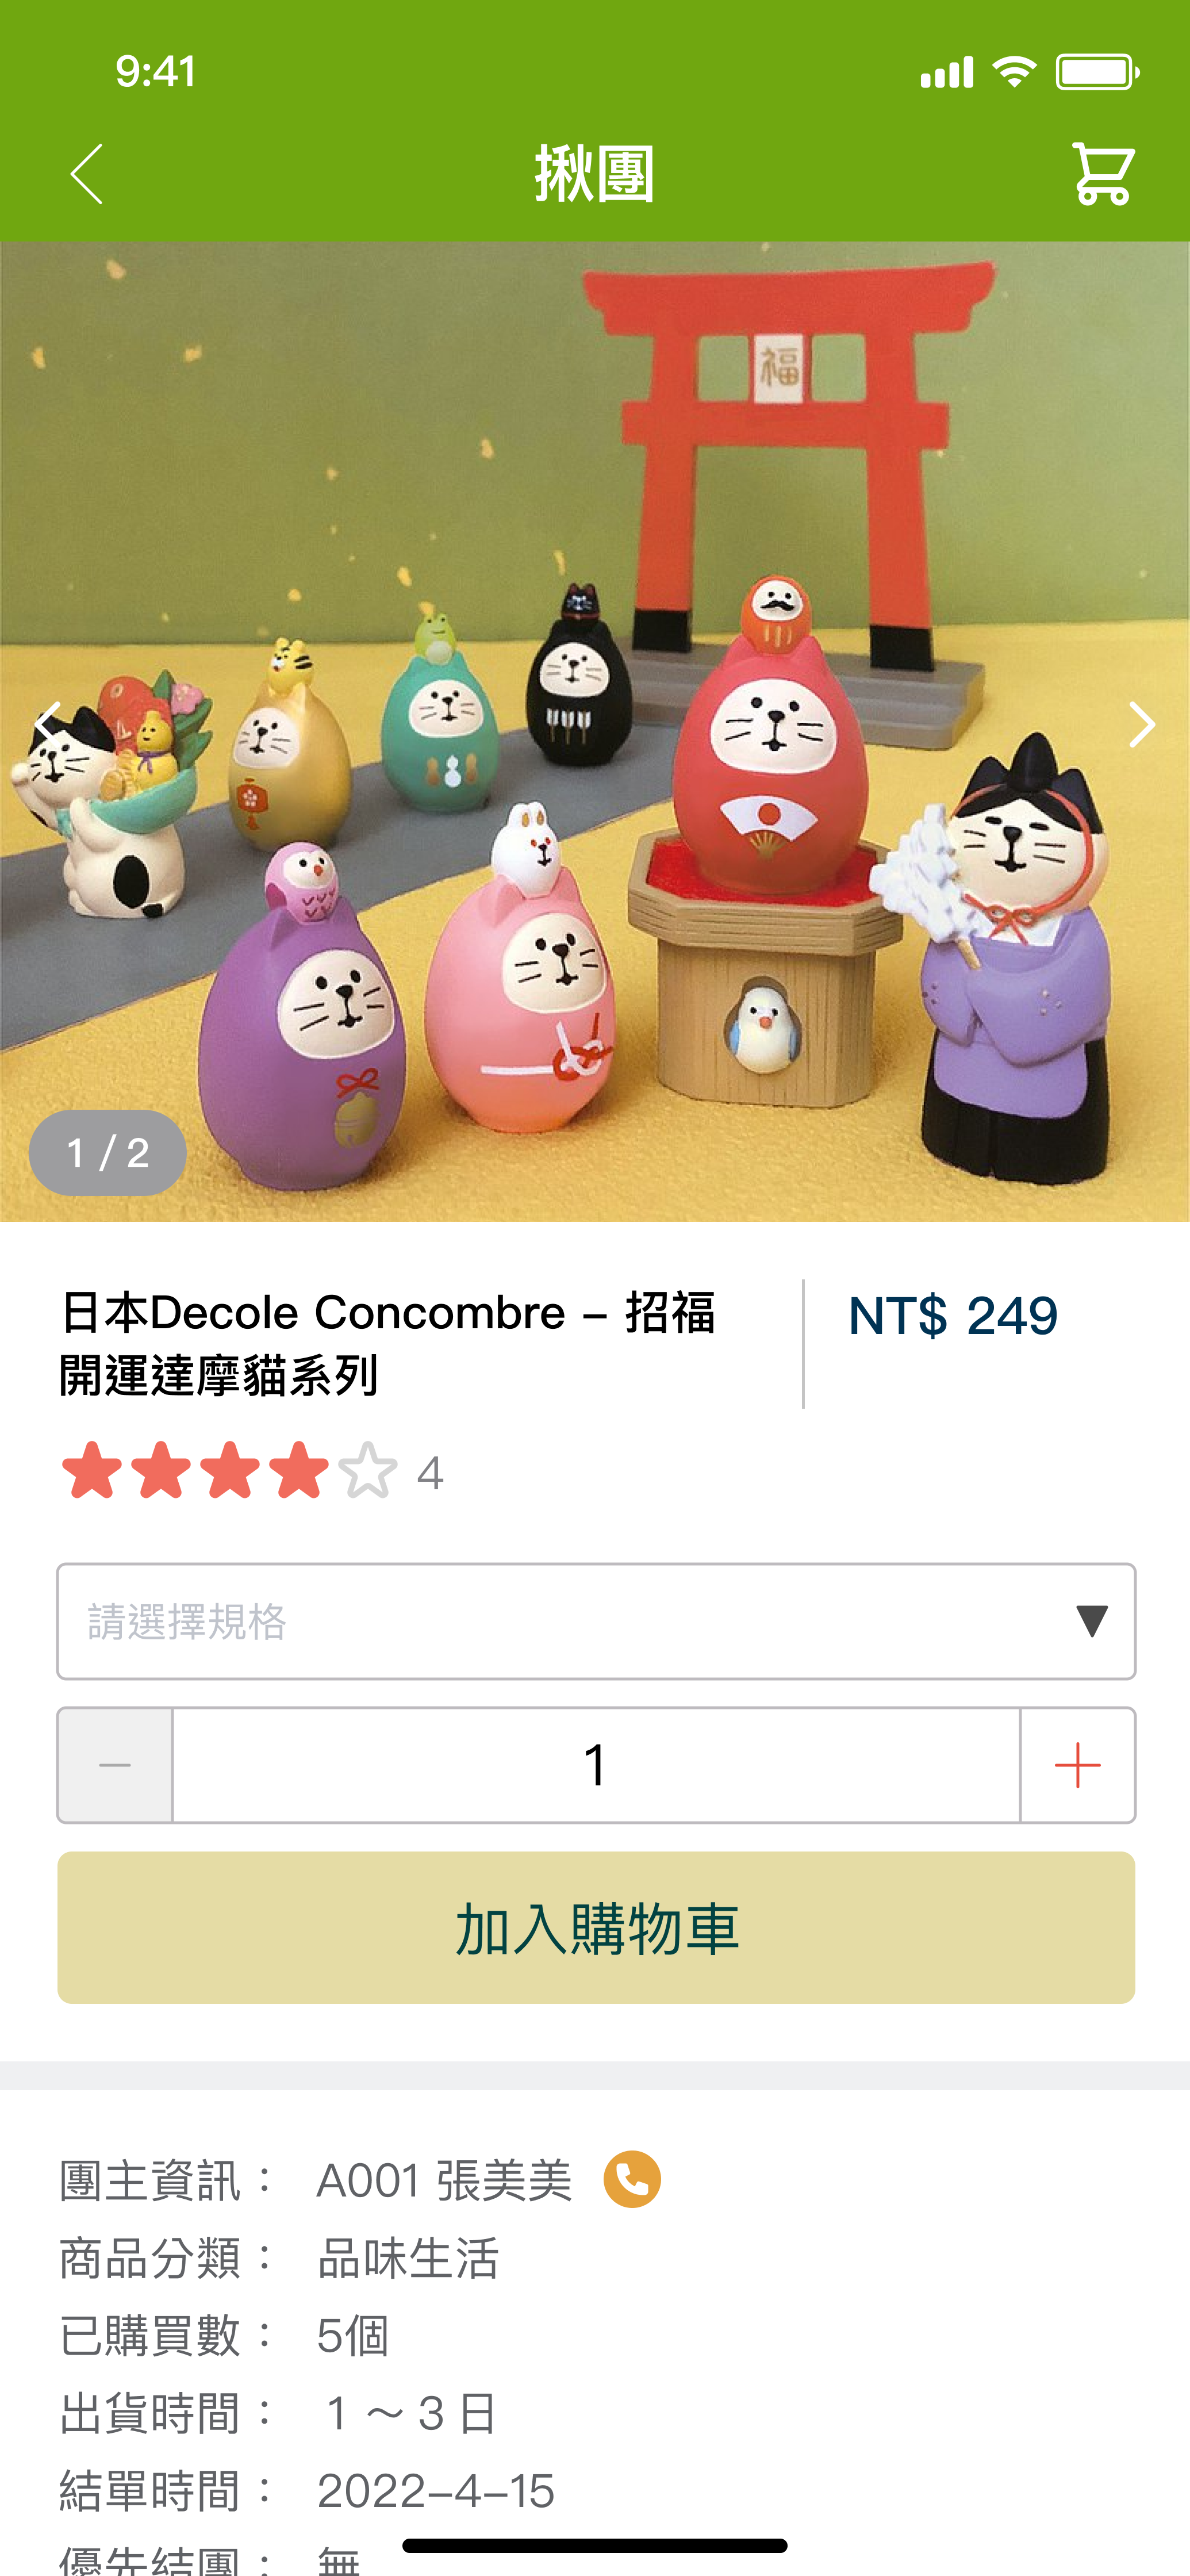 9:41
揪團
福
1 / 2
日本Decole Concombre – 招福
開運達摩貓系列
NT$ 249
4
請選擇規格
1
加入購物車
團主資訊： A001 張美美
商品分類： 品味生活
已購買數： 5個
出貨時間： 1 ～ 3 日
結單時間： 2022–4–15
優先結團： 無